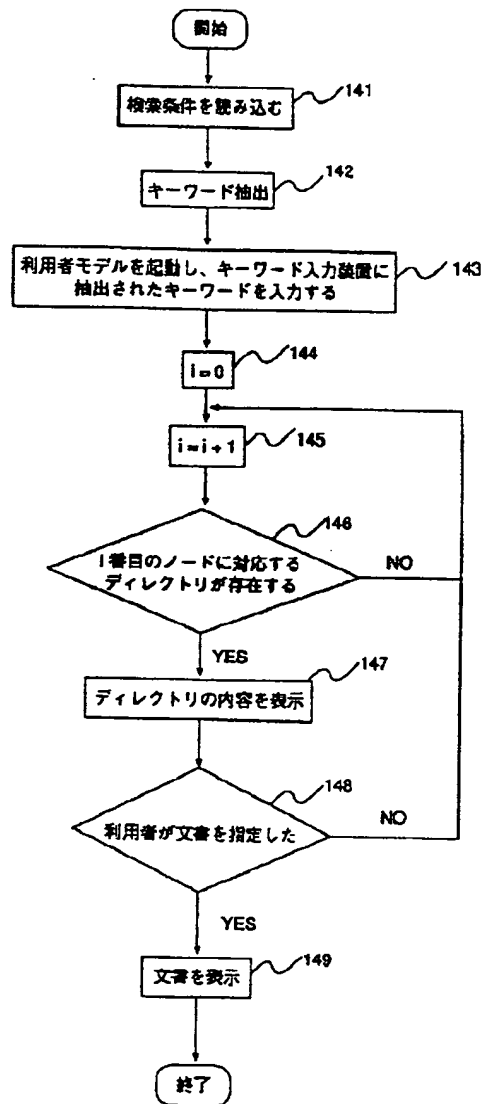 開始
検索条件を読み込む
141
キーワード抽出
142
利用者モデルを起動し、キーワード入力装置に
抽出されたキーワードを入力する
143
i=0
144
i=i+1
145
i番目のノードに対応する
ディレクトリが存在する
146
NO
YES
ディレクトリの内容を表示
147
利用者が文書を指定した
148
NO
YES
文書を表示
149
終了